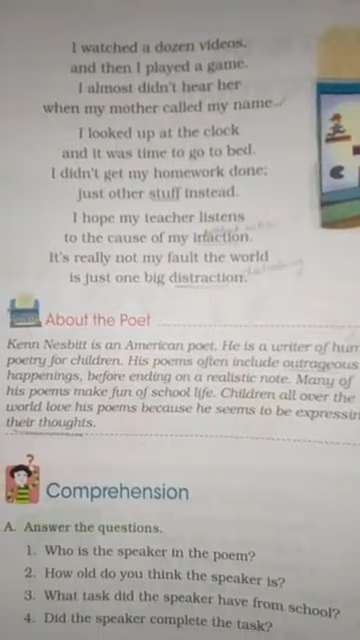 I watched a dozen videos,
and then I played a game.
I almost didn't hear her
when my mother called my name.
I looked up at the clock
and it was time to go to bed.
I didn't get my homework done;
just other stuff instead.
I hope my teacher listens
to the cause of my inaction.
It's really not my fault the world
is just one big distraction.
About the Poet
Kenn Nesbitt is an American poet. He is a writer of
poetry for children. His poems often include outrageous
happenings, before ending on a realistic note. Many of
his poems make fun of school life. Children all over the
world love his poems because he seems to be
their thoughts.
?
Comprehension
A. Answer the questions.
1. Who is the speaker in the poem?
2. How old do you think the speaker is?
3. What task did the speaker have from school?
4. Did the speaker complete the task?